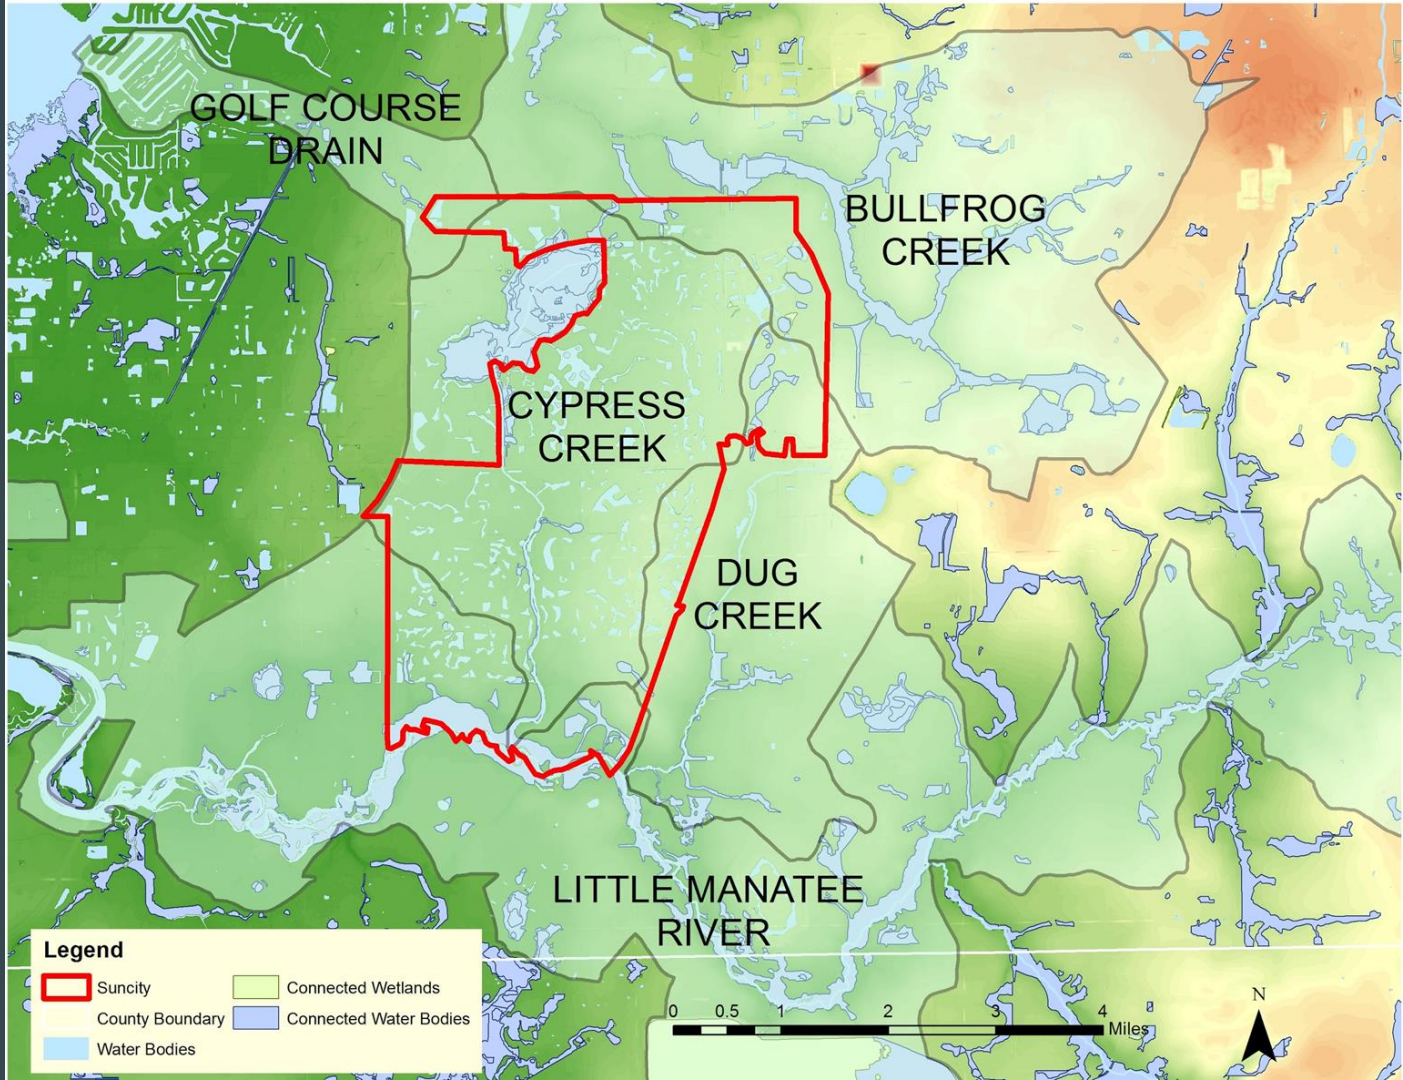 GOLF COURSE
DRAIN
BULLFROG
CREEK
CYPRESS
CREEK
DUG
CREEK
LITTLE MANATEE
RIVER
Legend
Suncity
County Boundary
Water Bodies
Connected Wetlands
Connected Water Bodies
0 0.5 1 2 3 4
Miles
N